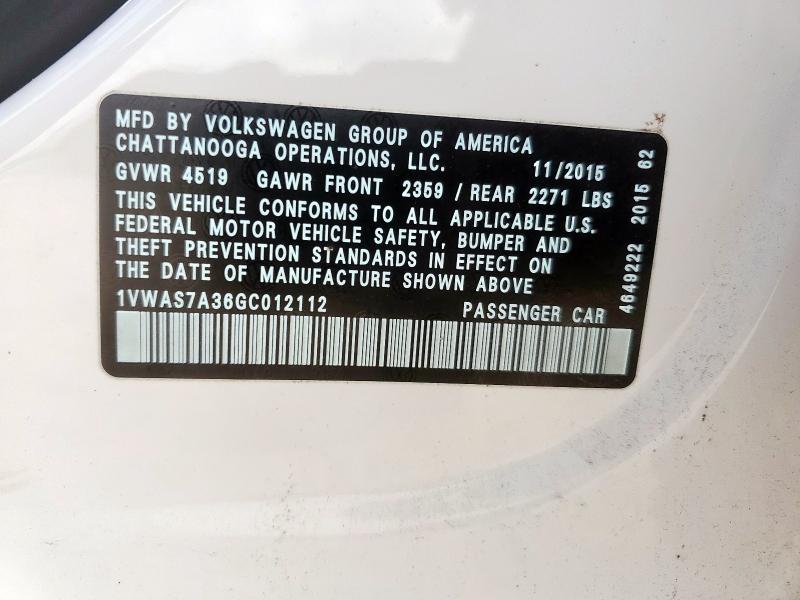 MFD BY VOLKSWAGEN GROUP OF AMERICA
CHATTANOOGA OPERATIONS, LLC. 11/2015
GVWR 4519 GAWR FRONT 2359 / REAR 2271 LBS
THIS VEHICLE CONFORMS TO ALL APPLICABLE U.S.
FEDERAL MOTOR VEHICLE SAFETY, BUMPER AND
THEFT PREVENTION STANDARDS IN EFFECT ON
THE DATE OF MANUFACTURE SHOWN ABOVE
1VWAS7A36GC012112 PASSENGER CAR
4649222 2015 62